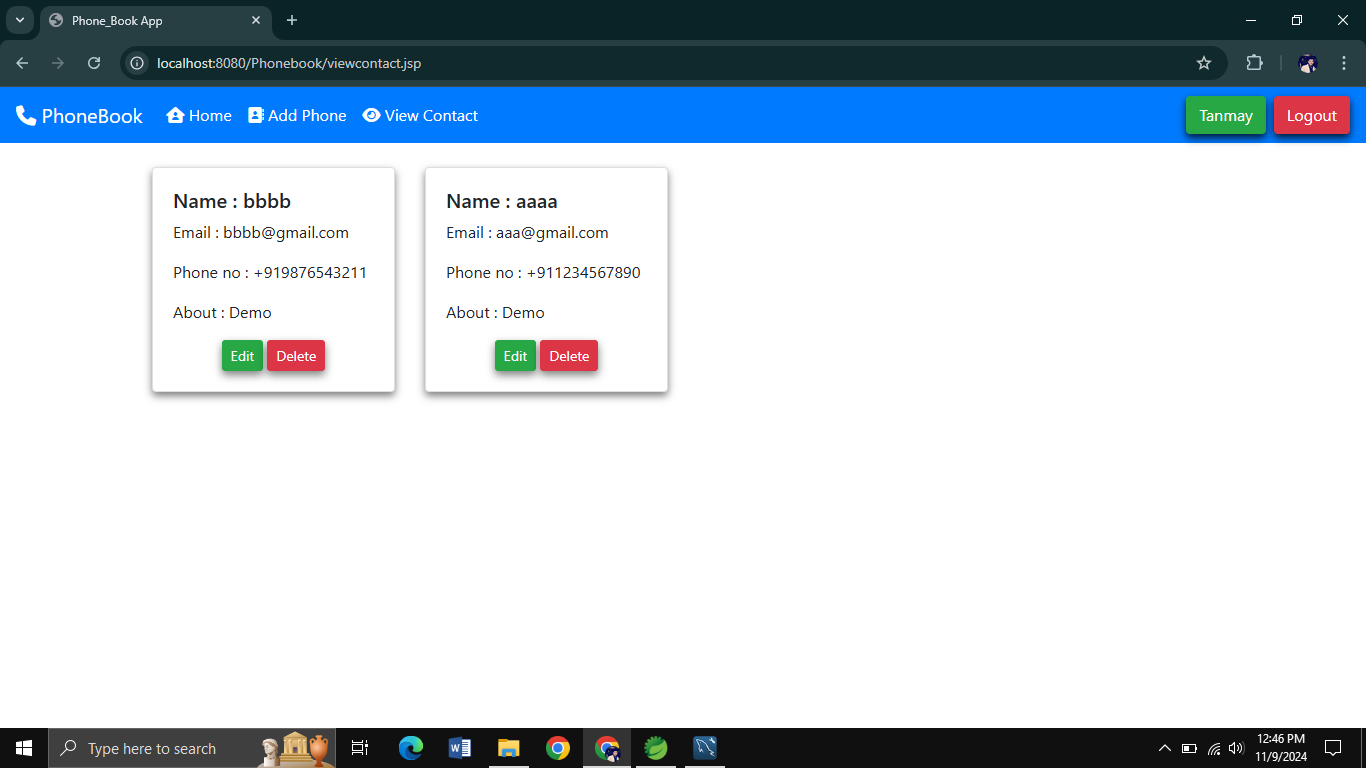 Phone_Book App
localhost:8080/Phonebook/viewcontact.jsp
PhoneBook Home Add Phone View Contact Tanmay Logout
Name : bbbb
Email : bbbb@gmail.com
Phone no : +919876543211
About : Demo
Edit Delete
Name : aaaa
Email : aaa@gmail.com
Phone no : +911234567890
About : Demo
Edit Delete
Type here to search
12:46 PM
11/9/2024